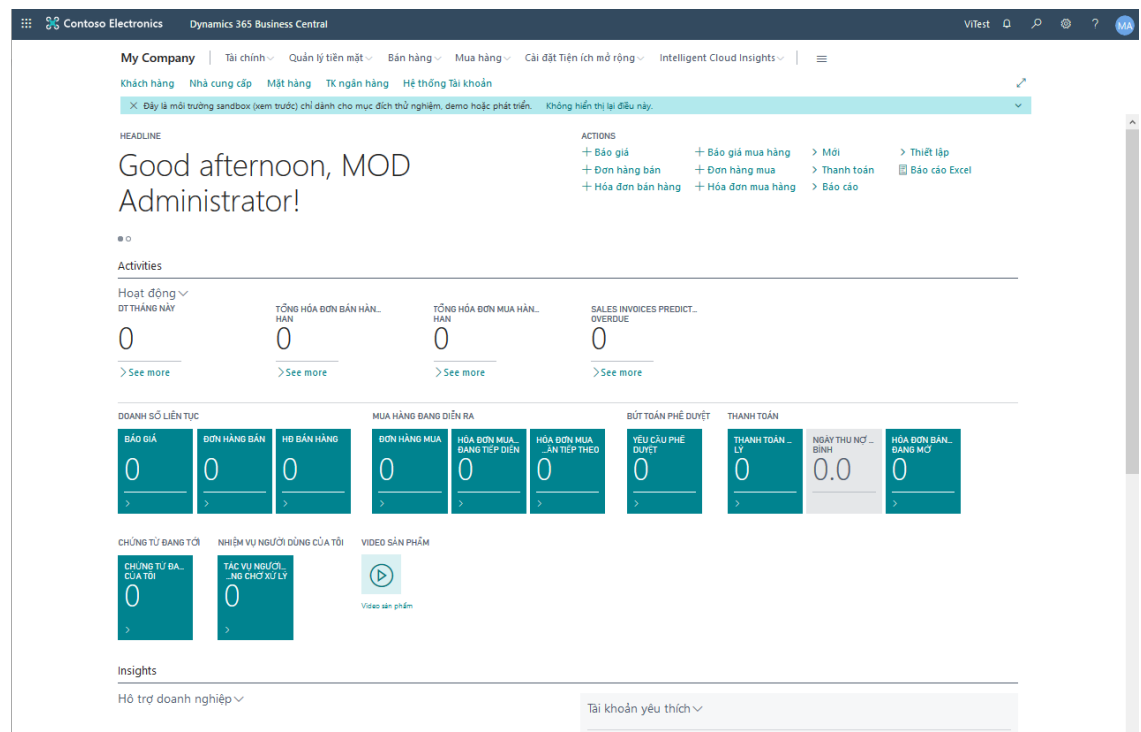 Contoso Electronics Dynamics 365 Business Central ViTest ? MA
My Company Tài chính Quản lý tiền mặt Bán hàng Mua hàng Cài đặt Tiện ích mở rộng Intelligent Cloud Insights
Khách hàng Nhà cung cấp Mặt hàng TK ngân hàng Hệ thống Tài khoản
Đây là môi trường sandbox (xem trước) chỉ dành cho mục đích thử nghiệm, demo hoặc phát triển. Không hiển thị lại điều này.
HEADLINE
Good afternoon, MOD
Administrator!
ACTIONS
+ Báo giá + Báo giá mua hàng > Mới > Thiết lập
+ Đơn hàng bán + Đơn hàng mua > Thanh toán Báo cáo Excel
+ Hóa đơn bán hàng + Hóa đơn mua hàng > Báo cáo
Activities
Hoạt động
DT THÁNG NÀY
0
>See more
TỔNG HÓA ĐƠN BÁN HÀN...
HAN
0
>See more
TỔNG HÓA ĐƠN MUA HÀN...
HAN
0
>See more
SALES INVOICES PREDICT...
OVERDUE
0
>See more
DOANH SỐ LIÊN TỤC
BÁO GIÁ
0
ĐƠN HÀNG BÁN
0
HĐ BÁN HÀNG
0
MUA HÀNG ĐANG DIỄN RA
ĐƠN HÀNG MUA
0
HÓA ĐƠN MUA...
ĐANG TIẾP DIỄN
0
HÓA ĐƠN MUA
...ẦN TIẾP THEO
0
BÚT TOÁN PHÊ DUYỆT
YÊU CẦU PHÊ
DUYỆT
0
THANH TOÁN
THANH TOÁN ...
LÝ
0
NGÀY THU NỢ ...
BÌNH
0.0
HÓA ĐƠN BÁN...
ĐANG MỞ
0
CHỨNG TỪ ĐANG TỚI
CHỨNG TỪ ĐA...
CỦA TÔI
0
NHIỆM VỤ NGƯỜI DÙNG CỦA TÔI
TÁC VỤ NGƯỜI...
...NG CHỜ XỬ LÝ
0
VIDEO SẢN PHẨM
Video sản phẩm
Insights
Hỗ trợ doanh nghiệp
Tài khoản yêu thích